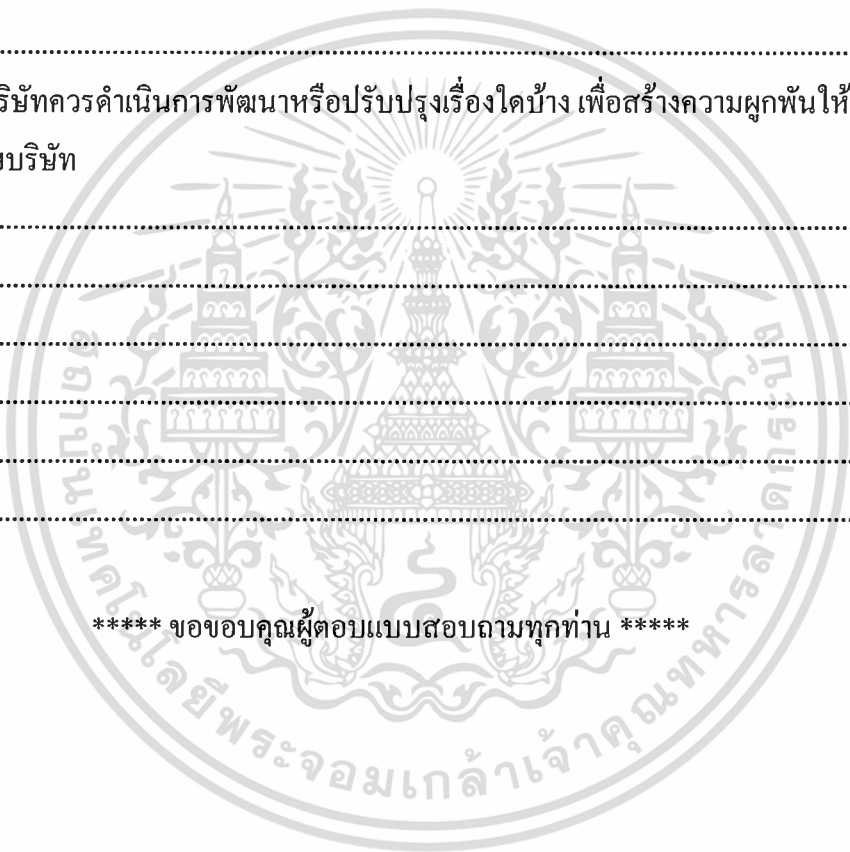 ริษัทควรดำเนินการพัฒนาหรือปรับปรุงเรื่องใดบ้าง เพื่อสร้างความผูกพันให้
บริษัท
***** ขอขอบคุณผู้ตอบแบบสอบถามทุกท่าน *****
สถาบันเทคโนโลยีพระจอมเกล้าเจ้าคุณทหารลาดกระบัง